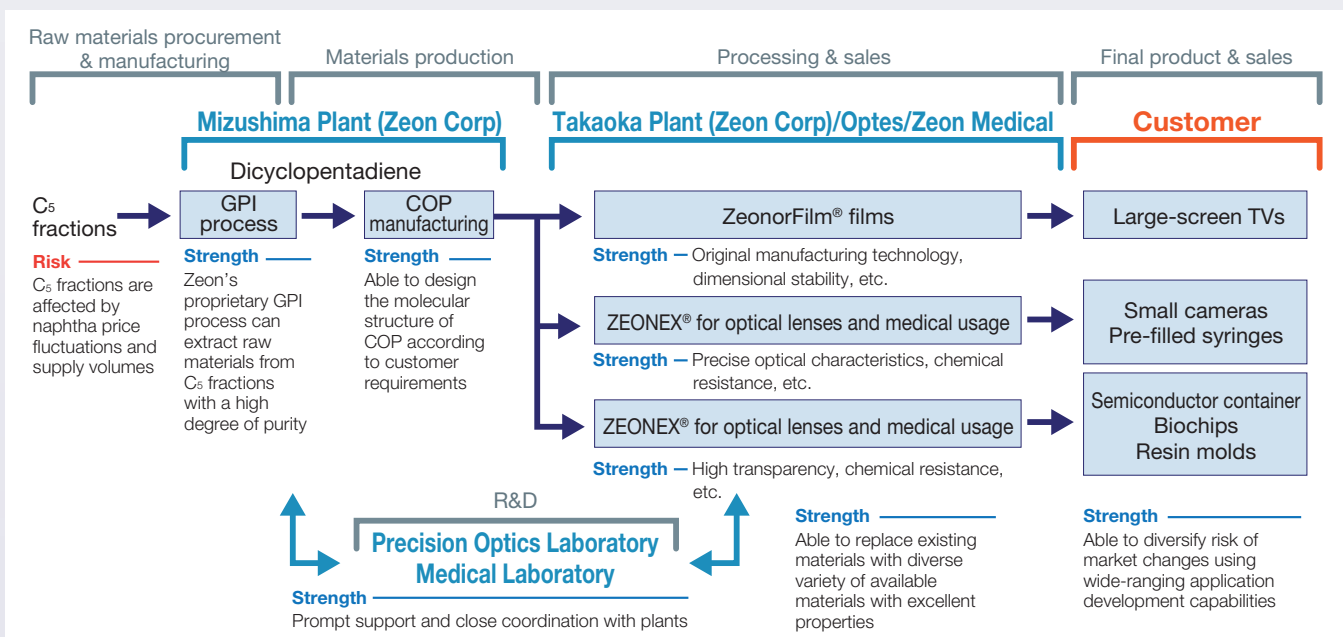 Raw materials procurement
& manufacturing
Materials production
Processing & sales
Final product & sales
Mizushima Plant (Zeon Corp)
Takaoka Plant (Zeon Corp)/Optes/Zeon Medical
Customer
Dicyclopentadiene
C₅
fractions
GPI
process
COP
manufacturing
ZeonorFilm® films
Large-screen TVs
Risk
C₅ fractions are
affected by
naphtha price
fluctuations and
supply volumes
Strength
Zeon's
proprietary GPI
process can
extract raw
materials from
C₅ fractions
with a high
degree of purity
Strength
Able to design
the molecular
structure of
COP according
to customer
requirements
Strength — Original manufacturing technology,
dimensional stability, etc.
ZEONEX® for optical lenses and medical usage
Small cameras
Pre-filled syringes
Strength — Precise optical characteristics, chemical
resistance, etc.
ZEONEX® for optical lenses and medical usage
Semiconductor container
Biochips
Resin molds
Strength — High transparency, chemical resistance,
etc.
R&D
Precision Optics Laboratory
Medical Laboratory
Strength
Prompt support and close coordination with plants
Strength
Able to replace existing
materials with diverse
variety of available
materials with excellent
properties
Strength
Able to diversify risk of
market changes using
wide-ranging application
development capabilities